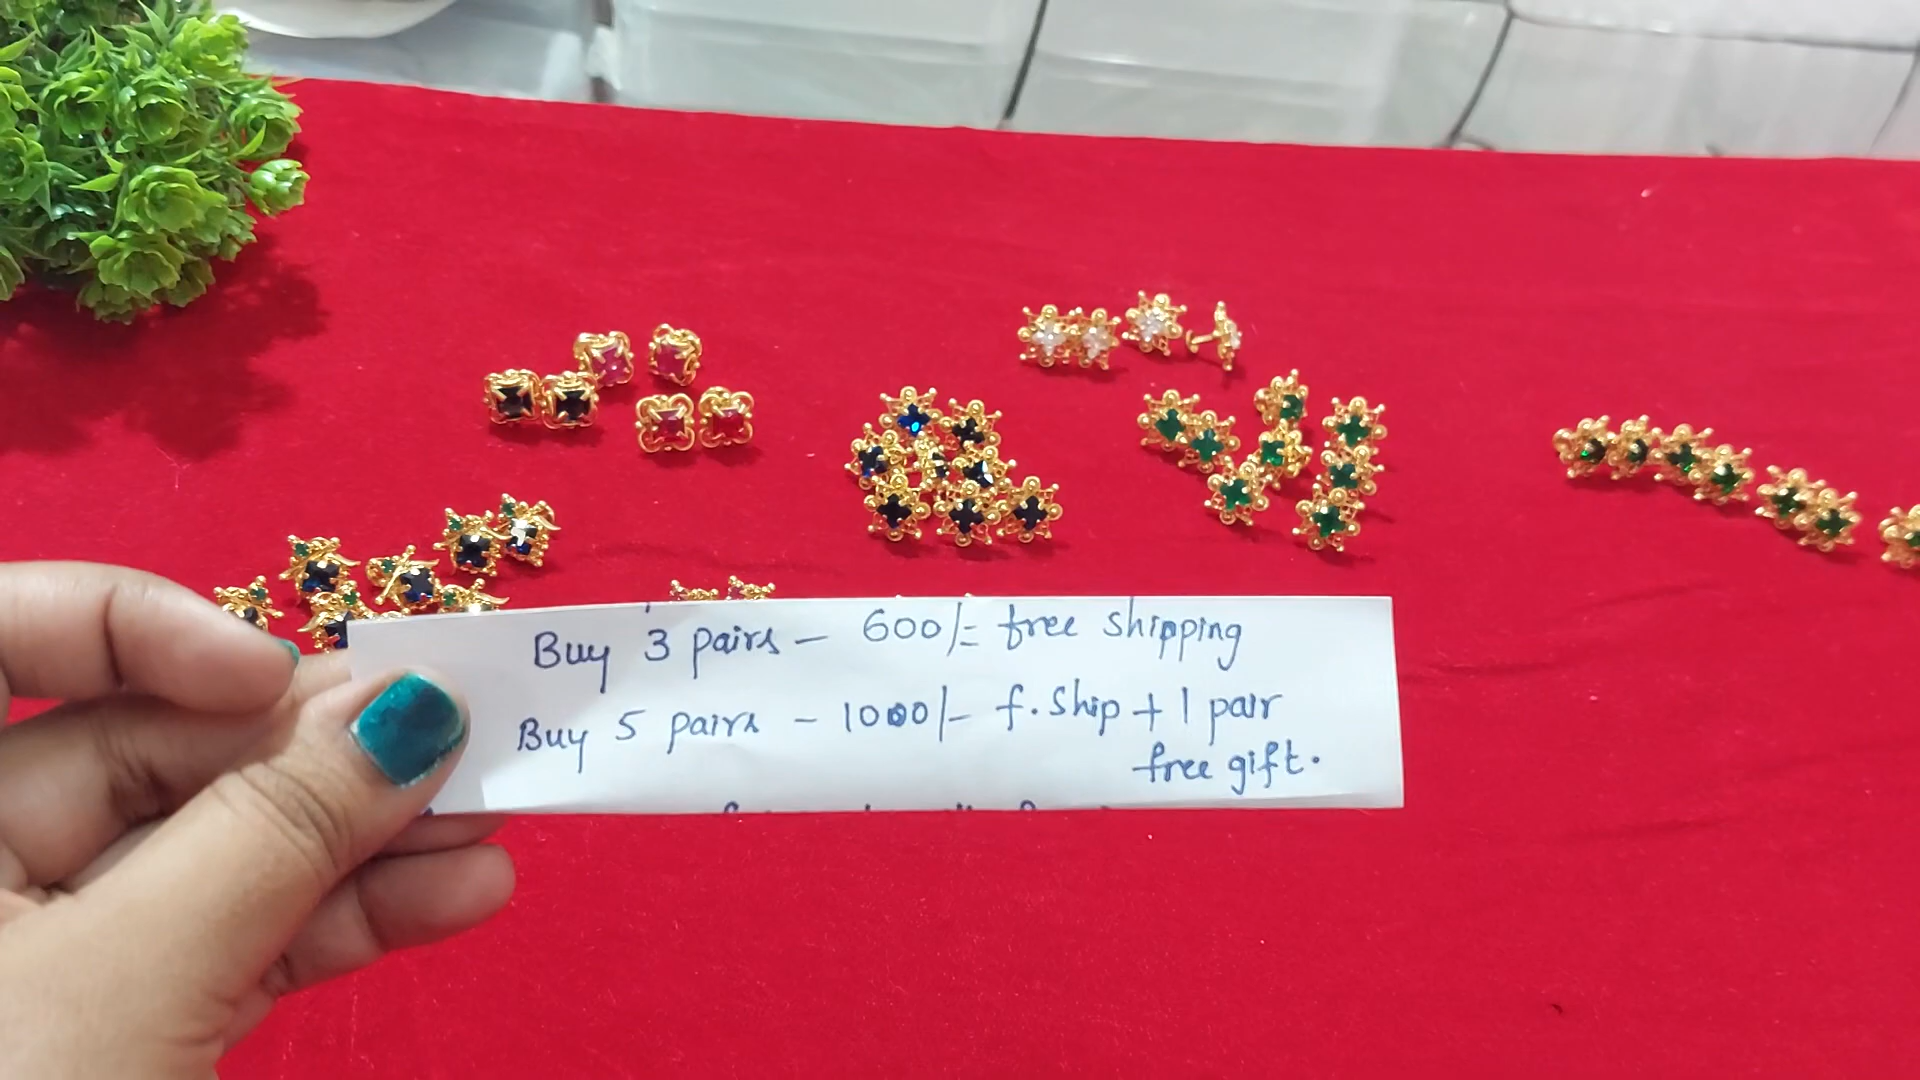 Buy 3 pairs - 600/= free shipping
Buy 5 pairs - 1000/- f.ship + 1 pair
free gift.